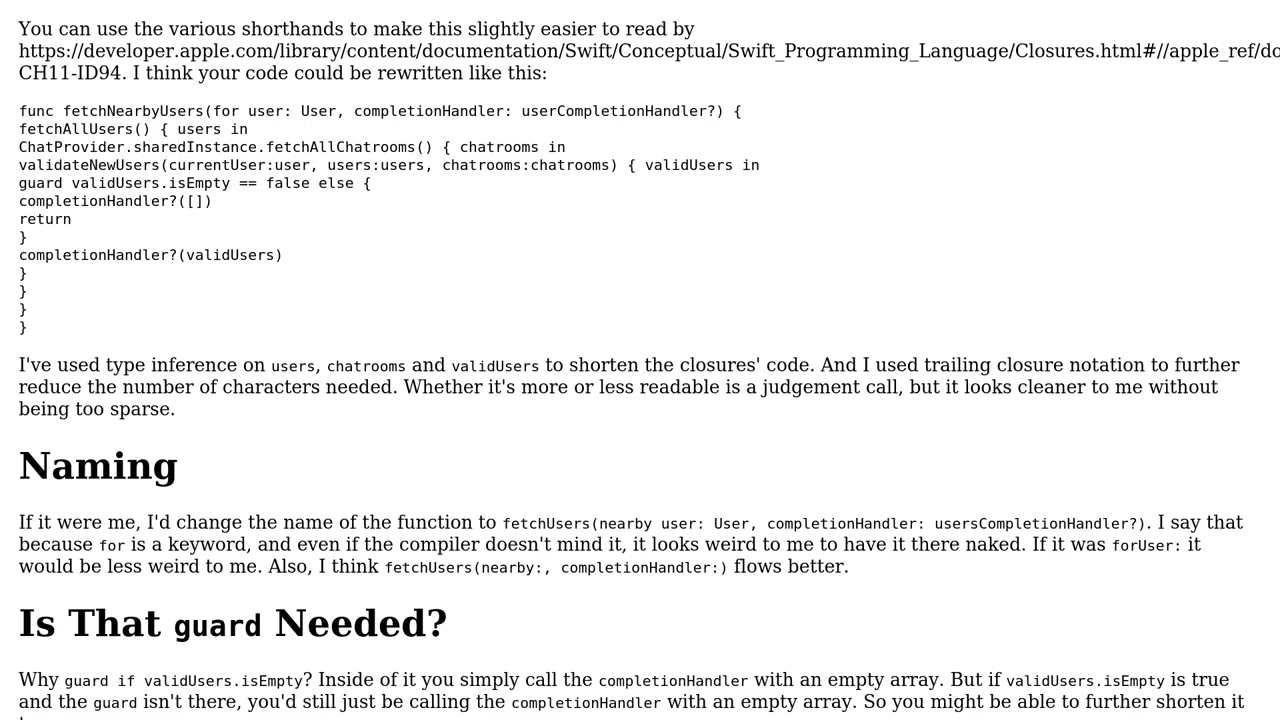 You can use the various shorthands to make this slightly easier to read by
https://developer.apple.com/library/content/documentation/Swift/Conceptual/Swift_Programming_Language/Closures.html#//apple_ref/do
CH11-ID94. I think your code could be rewritten like this:
func fetchNearbyUsers(for user: User, completionHandler: userCompletionHandler?) {
fetchAllUsers() { users in
ChatProvider.sharedInstance.fetchAllChatrooms() { chatrooms in
validateNewUsers(currentUser:user, users:users, chatrooms:chatrooms) { validUsers in
guard validUsers.isEmpty == false else {
completionHandler?([])
return
}
completionHandler?(validUsers)
}
}
}
}
I've used type inference on users, chatrooms and validUsers to shorten the closures' code. And I used trailing closure notation to further
reduce the number of characters needed. Whether it's more or less readable is a judgement call, but it looks cleaner to me without
being too sparse.
Naming
If it were me, I'd change the name of the function to fetchUsers(nearby user: User, completionHandler: usersCompletionHandler?). I say that
because for is a keyword, and even if the compiler doesn't mind it, it looks weird to me to have it there naked. If it was forUser: it
would be less weird to me. Also, I think fetchUsers(nearby:, completionHandler:) flows better.
Is That guard Needed?
Why guard if validUsers.isEmpty? Inside of it you simply call the completionHandler with an empty array. But if validUsers.isEmpty is true
and the guard isn't there, you'd still just be calling the completionHandler with an empty array. So you might be able to further shorten it